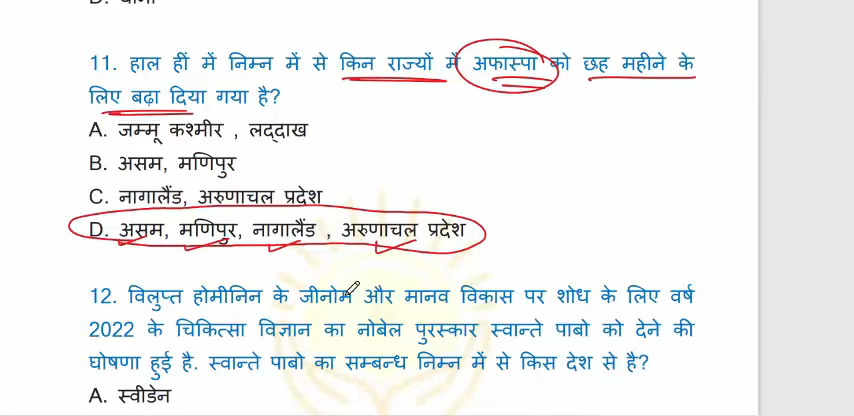 11. हाल हीं में निम्न में से किन राज्यों में अफास्पा को छह महीने के
लिए बढ़ा दिया गया है?
A. जम्मू कश्मीर , लद्दाख
B. असम, मणिपुर
C. नागालैंड, अरुणाचल प्रदेश
D. असम, मणिपुर, नागालैंड , अरुणाचल प्रदेश
12. विलुप्त होमीनिन के जीनोम और मानव विकास पर शोध के लिए वर्ष
2022 के चिकित्सा विज्ञान का नोबेल पुरस्कार स्वान्ते पाबो को देने की
घोषणा हुई है. स्वान्ते पाबो का सम्बन्ध निम्न में से किस देश से है?
A. स्वीडेन